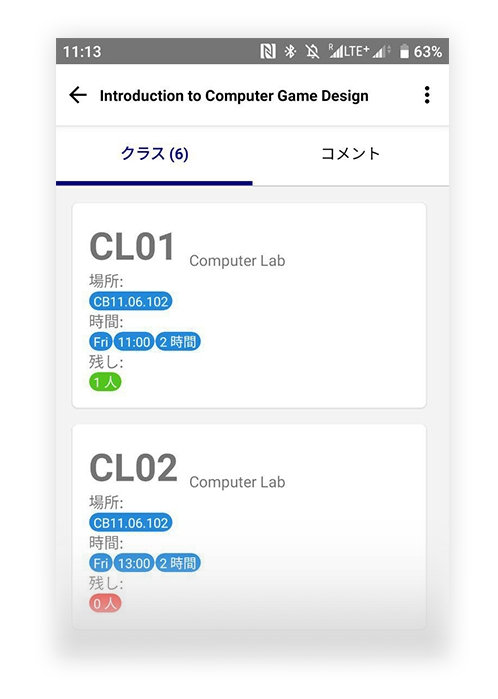 11:13 R LTE+ 63%
Introduction to Computer Game Design
クラス (6) コメント
CL01 Computer Lab
場所:
CB11.06.102
時間:
Fri 11:00 2 時間
残し:
1 人
CL02 Computer Lab
場所:
CB11.06.102
時間:
Fri 13:00 2 時間
残し:
0 人